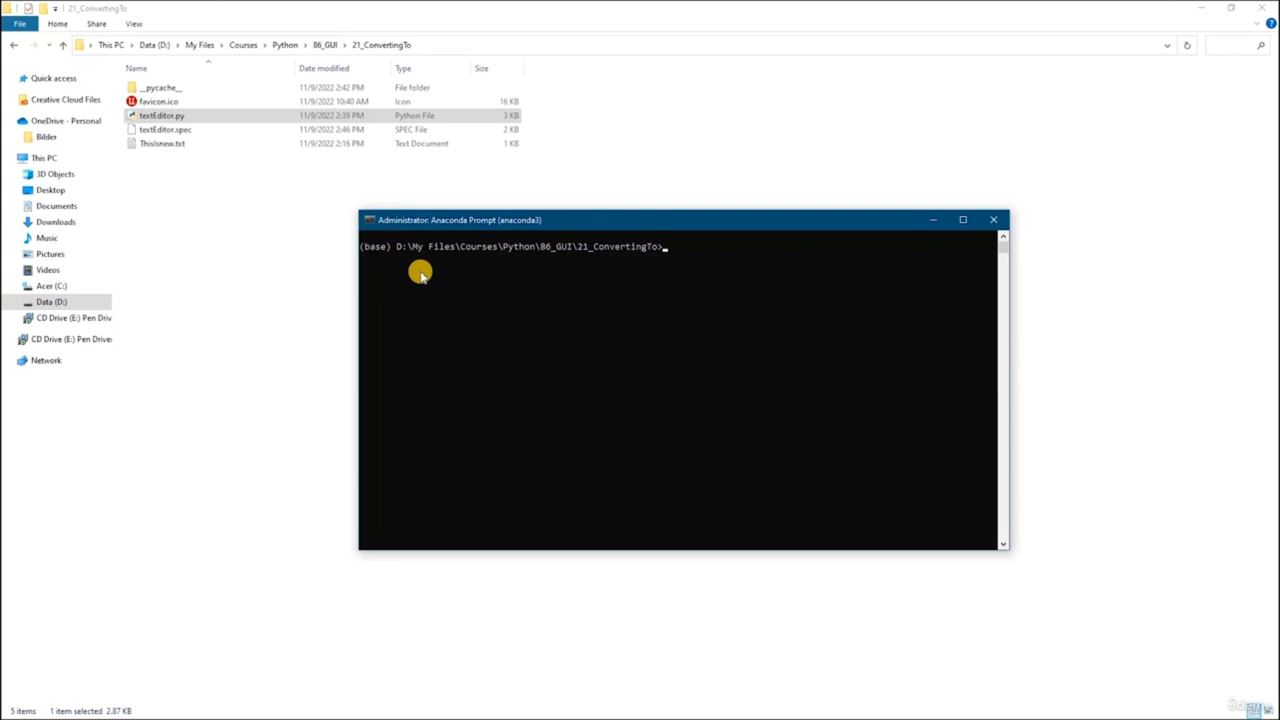 21_ConvertingTo
File Home Share View
This PC Data (D:) My Files Courses Python 86_GUI 21_ConvertingTo
Name Date modified Type Size
Quick access
Creative Cloud Files
OneDrive - Personal
Bilder
This PC
3D Objects
Desktop
Documents
Downloads
Music
Pictures
Videos
Acer (C:)
Data (D:)
CD Drive (E:) Pen Driv
CD Drive (E:) Pen Drive
Network
__pycache__ 11/9/2022 2:42 PM File folder
favicon.ico 11/9/2022 10:40 AM Icon 16 KB
textEditor.py 11/9/2022 2:39 PM Python File 3 KB
textEditor.spec 11/9/2022 2:46 PM SPEC File 2 KB
ThisIsnew.txt 11/9/2022 2:16 PM Text Document 1 KB
Administrator: Anaconda Prompt (anaconda3)
(base) D:\My Files\Courses\Python\86_GUI\21_ConvertingTo>
5 items 1 item selected 2.87 KB